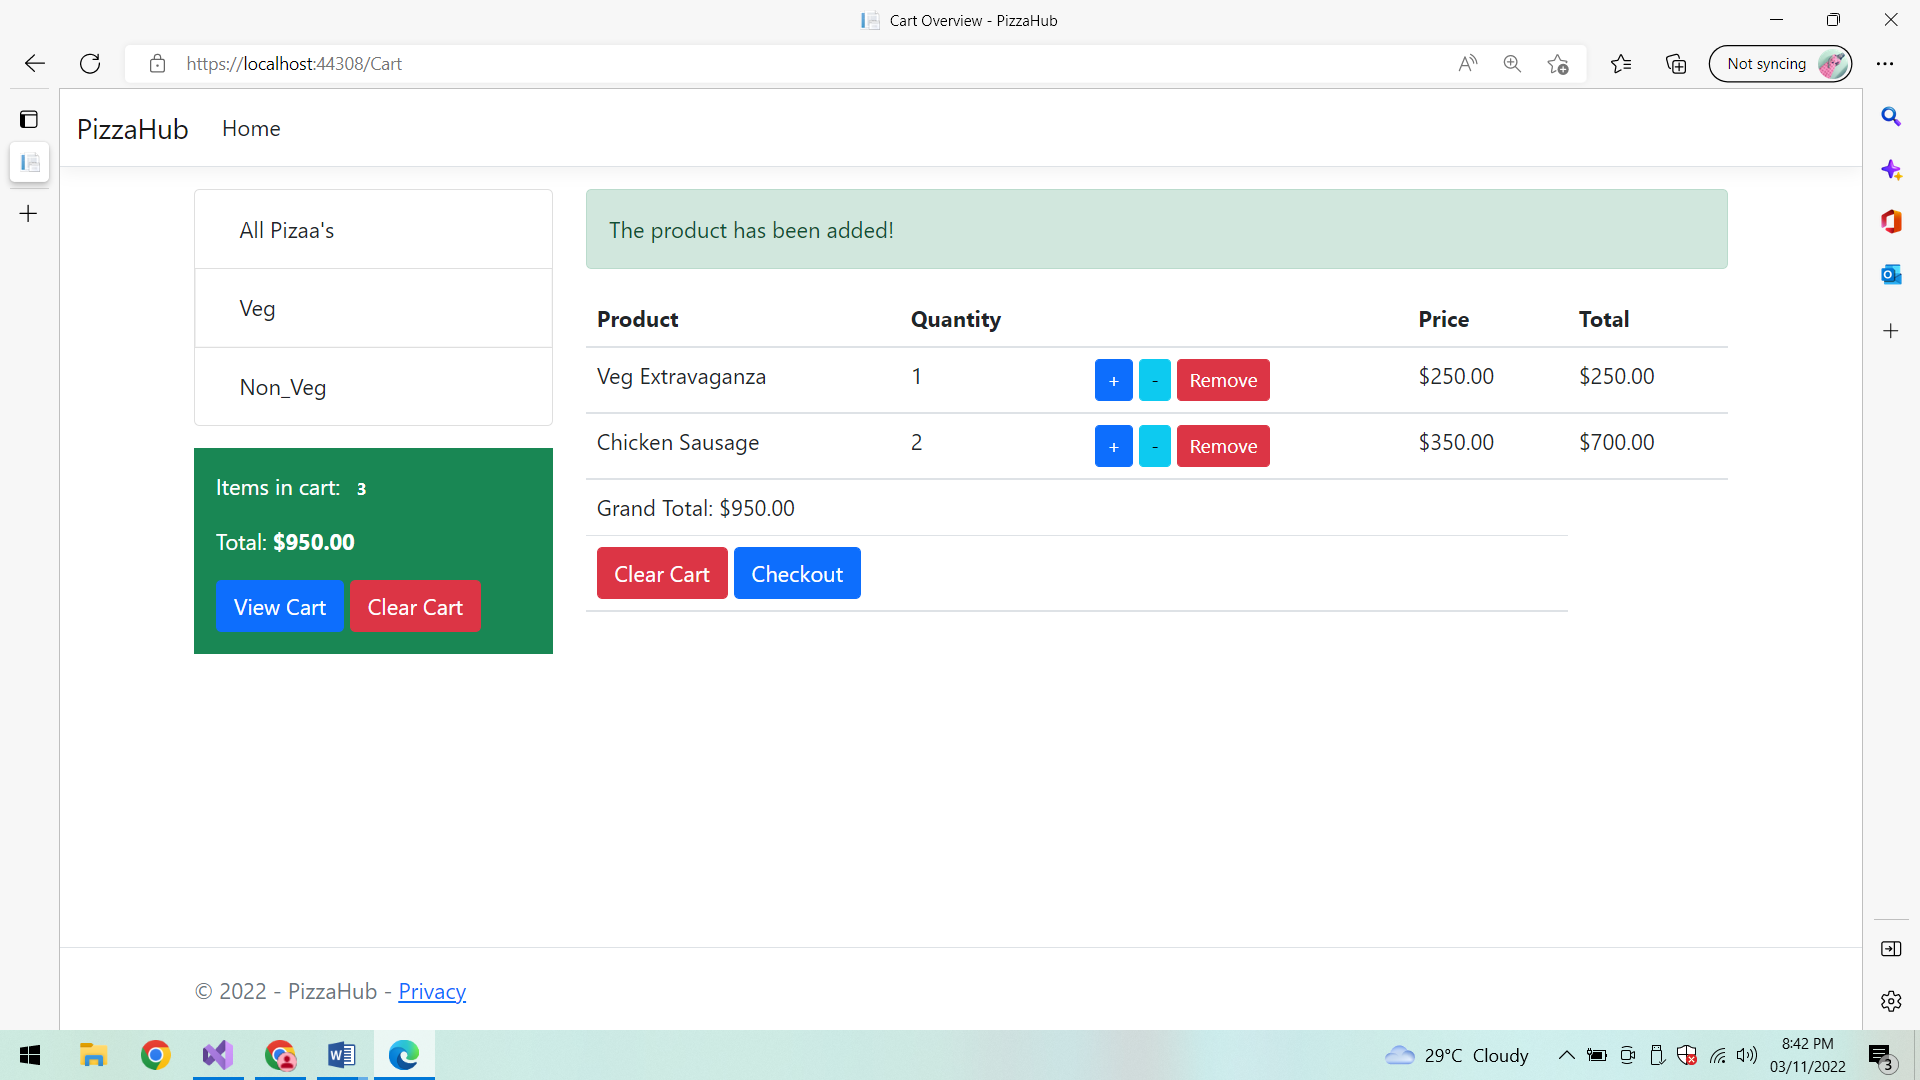 Cart Overview - PizzaHub
https://localhost:44308/Cart
Not syncing
PizzaHub Home
All Pizaa's
Veg
Non_Veg
Items in cart: 3
Total: $950.00
View Cart Clear Cart
The product has been added!
Product Quantity Price Total
Veg Extravaganza 1 + - Remove $250.00 $250.00
Chicken Sausage 2 + - Remove $350.00 $700.00
Grand Total: $950.00
Clear Cart Checkout
© 2022 - PizzaHub - Privacy
29°C Cloudy
8:42 PM
03/11/2022
3